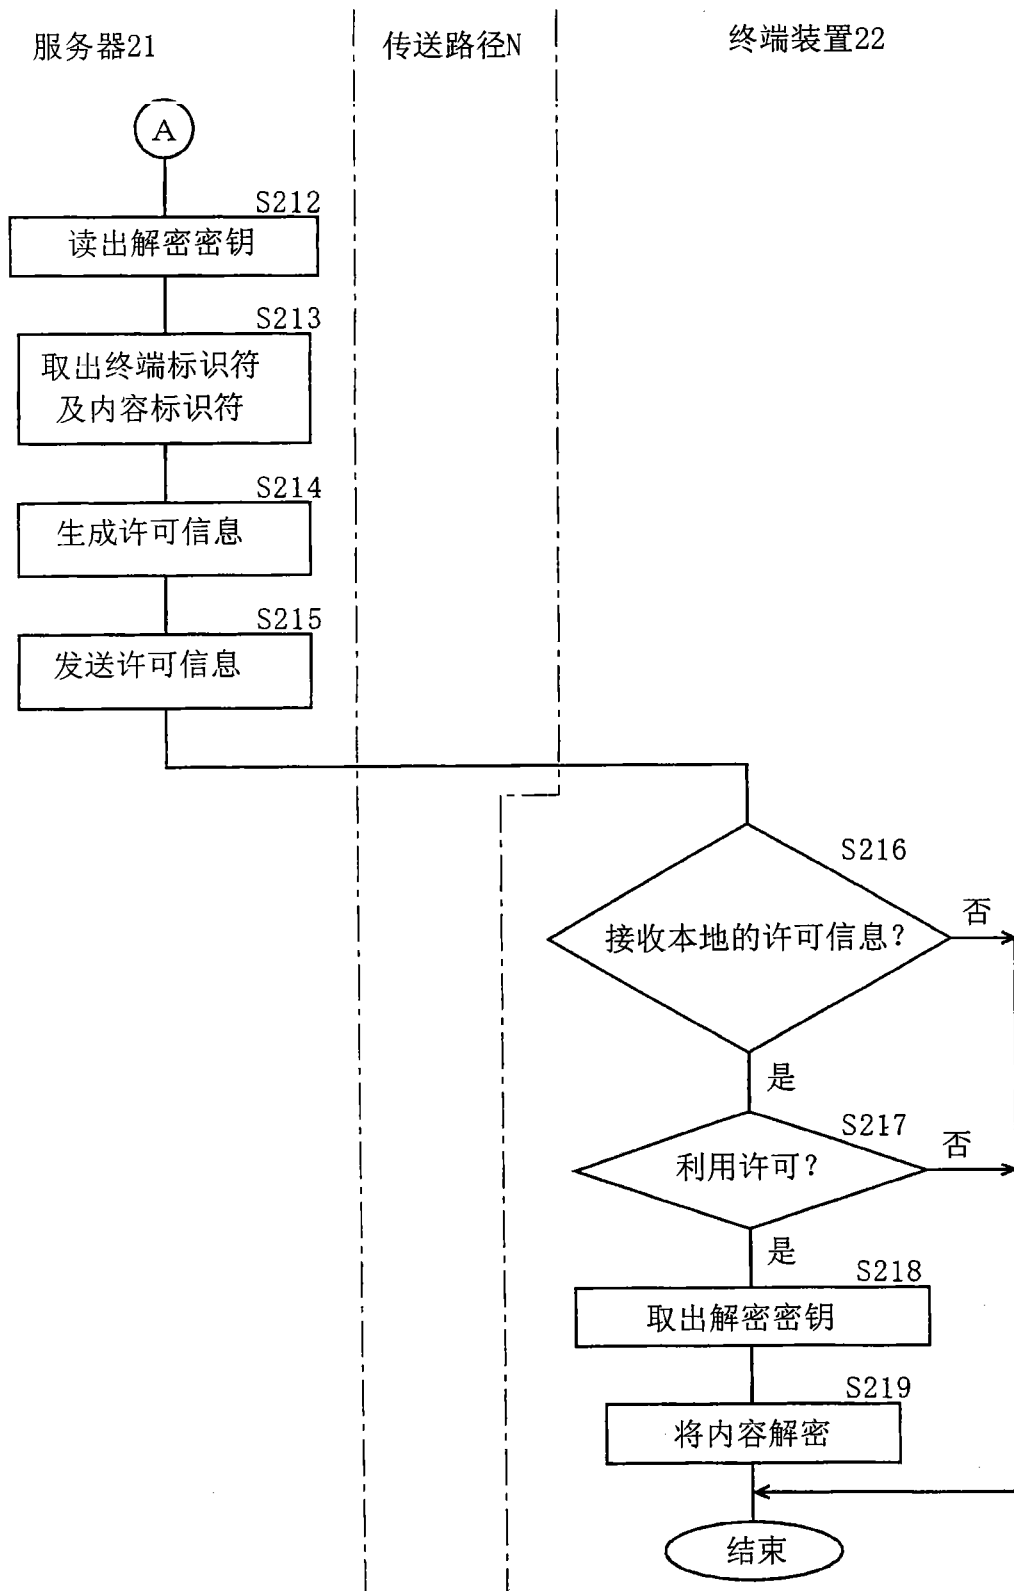 服务器21
传送路径N
终端装置22
A
S212
读出解密密钥
S213
取出终端标识符
及内容标识符
S214
生成许可信息
S215
发送许可信息
S216
接收本地的许可信息?
否
是
S217
利用许可?
否
是
S218
取出解密密钥
S219
将内容解密
结束